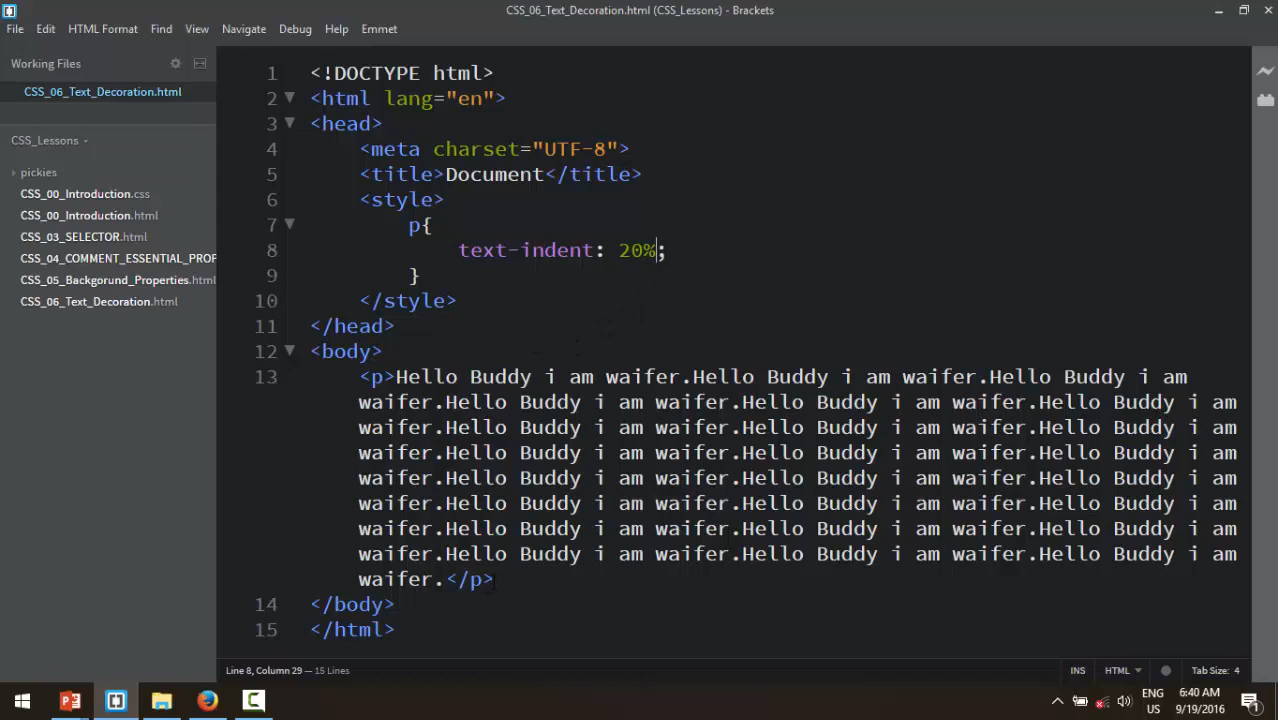 CSS_06_Text_Decoration.html (CSS_Lessons) - Brackets
File Edit HTML Format Find View Navigate Debug Help Emmet
Working Files
CSS_06_Text_Decoration.html
CSS_Lessons
pickies
CSS_00_Introduction.css
CSS_00_Introduction.html
CSS_03_SELECTOR.html
CSS_04_COMMENT_ESSENTIAL_PROF
CSS_05_Backgorund_Properties.html
CSS_06_Text_Decoration.html
1 <!DOCTYPE html>
2 <html lang="en">
3 <head>
4 <meta charset="UTF-8">
5 <title>Document</title>
6 <style>
7 p{
8 text-indent: 20%;
9 }
10 </style>
11 </head>
12 <body>
13 <p>Hello Buddy i am waifer.Hello Buddy i am waifer.Hello Buddy i am
waifer.Hello Buddy i am waifer.Hello Buddy i am waifer.Hello Buddy i am
waifer.Hello Buddy i am waifer.Hello Buddy i am waifer.Hello Buddy i am
waifer.Hello Buddy i am waifer.Hello Buddy i am waifer.Hello Buddy i am
waifer.Hello Buddy i am waifer.Hello Buddy i am waifer.Hello Buddy i am
waifer.Hello Buddy i am waifer.Hello Buddy i am waifer.Hello Buddy i am
waifer.Hello Buddy i am waifer.Hello Buddy i am waifer.Hello Buddy i am
waifer.Hello Buddy i am waifer.Hello Buddy i am waifer.Hello Buddy i am
waifer.</p>
14 </body>
15 </html>
Line 8, Column 29 — 15 Lines
INS HTML Tab Size: 4
ENG
US
6:40 AM
9/19/2016